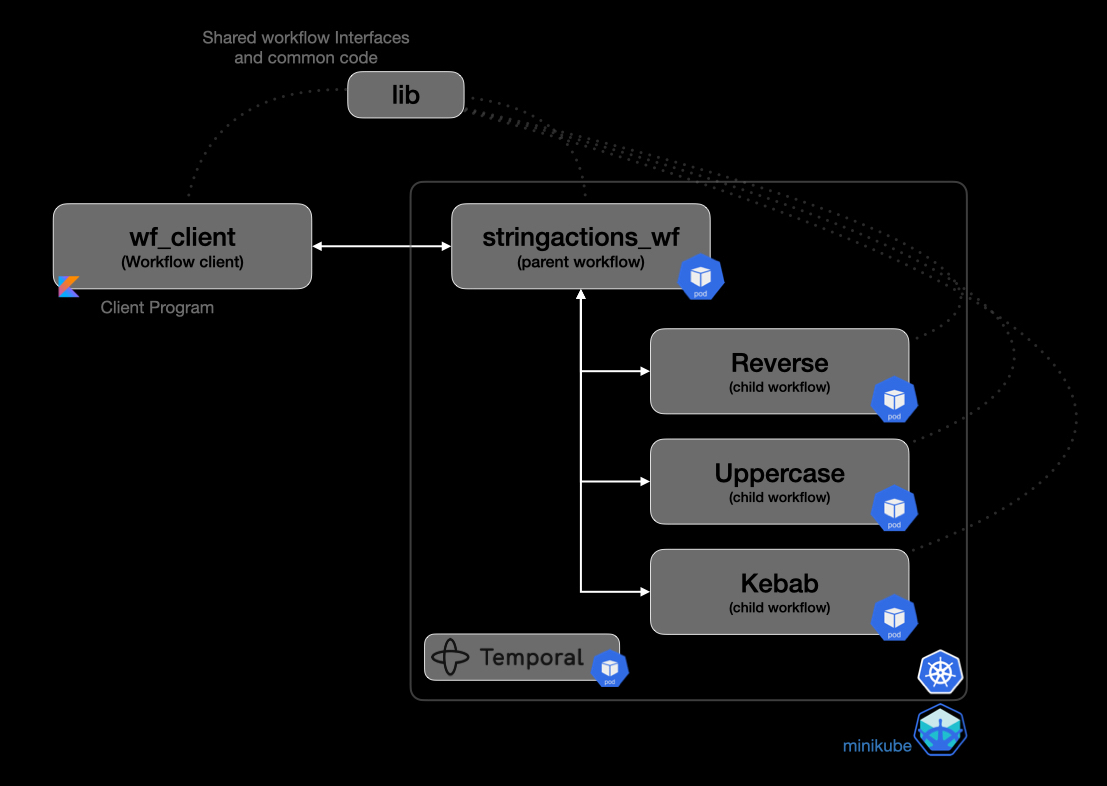 Shared workflow Interfaces
and common code
lib
wf_client
(Workflow client)
Client Program
stringactions_wf
(parent workflow)
pod
Reverse
(child workflow)
pod
Uppercase
(child workflow)
pod
Kebab
(child workflow)
pod
Temporal
pod
minikube